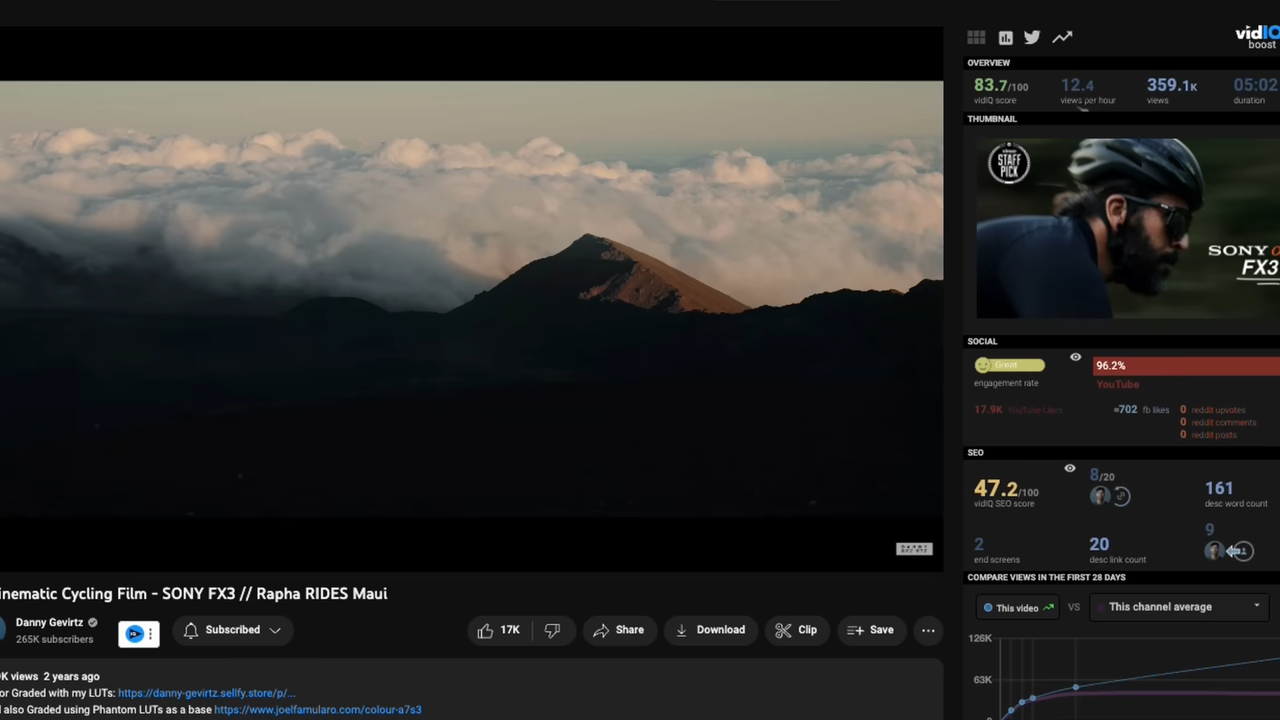 vidIQ
boost
OVERVIEW
83.7/100
vidIQ score
12.4
views per hour
359.1K
views
05:02
duration
THUMBNAIL
STAFF
PICK
SONY
FX3
SOCIAL
Great
engagement rate
96.2%
YouTube
17.9K YouTube Likes
≈702 fb likes
0 reddit upvotes
0 reddit comments
0 reddit posts
SEO
47.2/100
vidIQ SEO score
8/20
161
desc word count
2
end screens
20
desc link count
9
COMPARE VIEWS IN THE FIRST 28 DAYS
This video VS This channel average
126K
63K
DANNY
GEVIRTZ
inematic Cycling Film - SONY FX3 // Rapha RIDES Maui
Danny Gevirtz
265K subscribers
Subscribed
17K
Share
Download
Clip
Save
K views 2 years ago
or Graded with my LUTs: https://danny-gevirtz.sellfy.store/p/...
also Graded using Phantom LUTs as a base https://www.joelfamularo.com/colour-a7s3